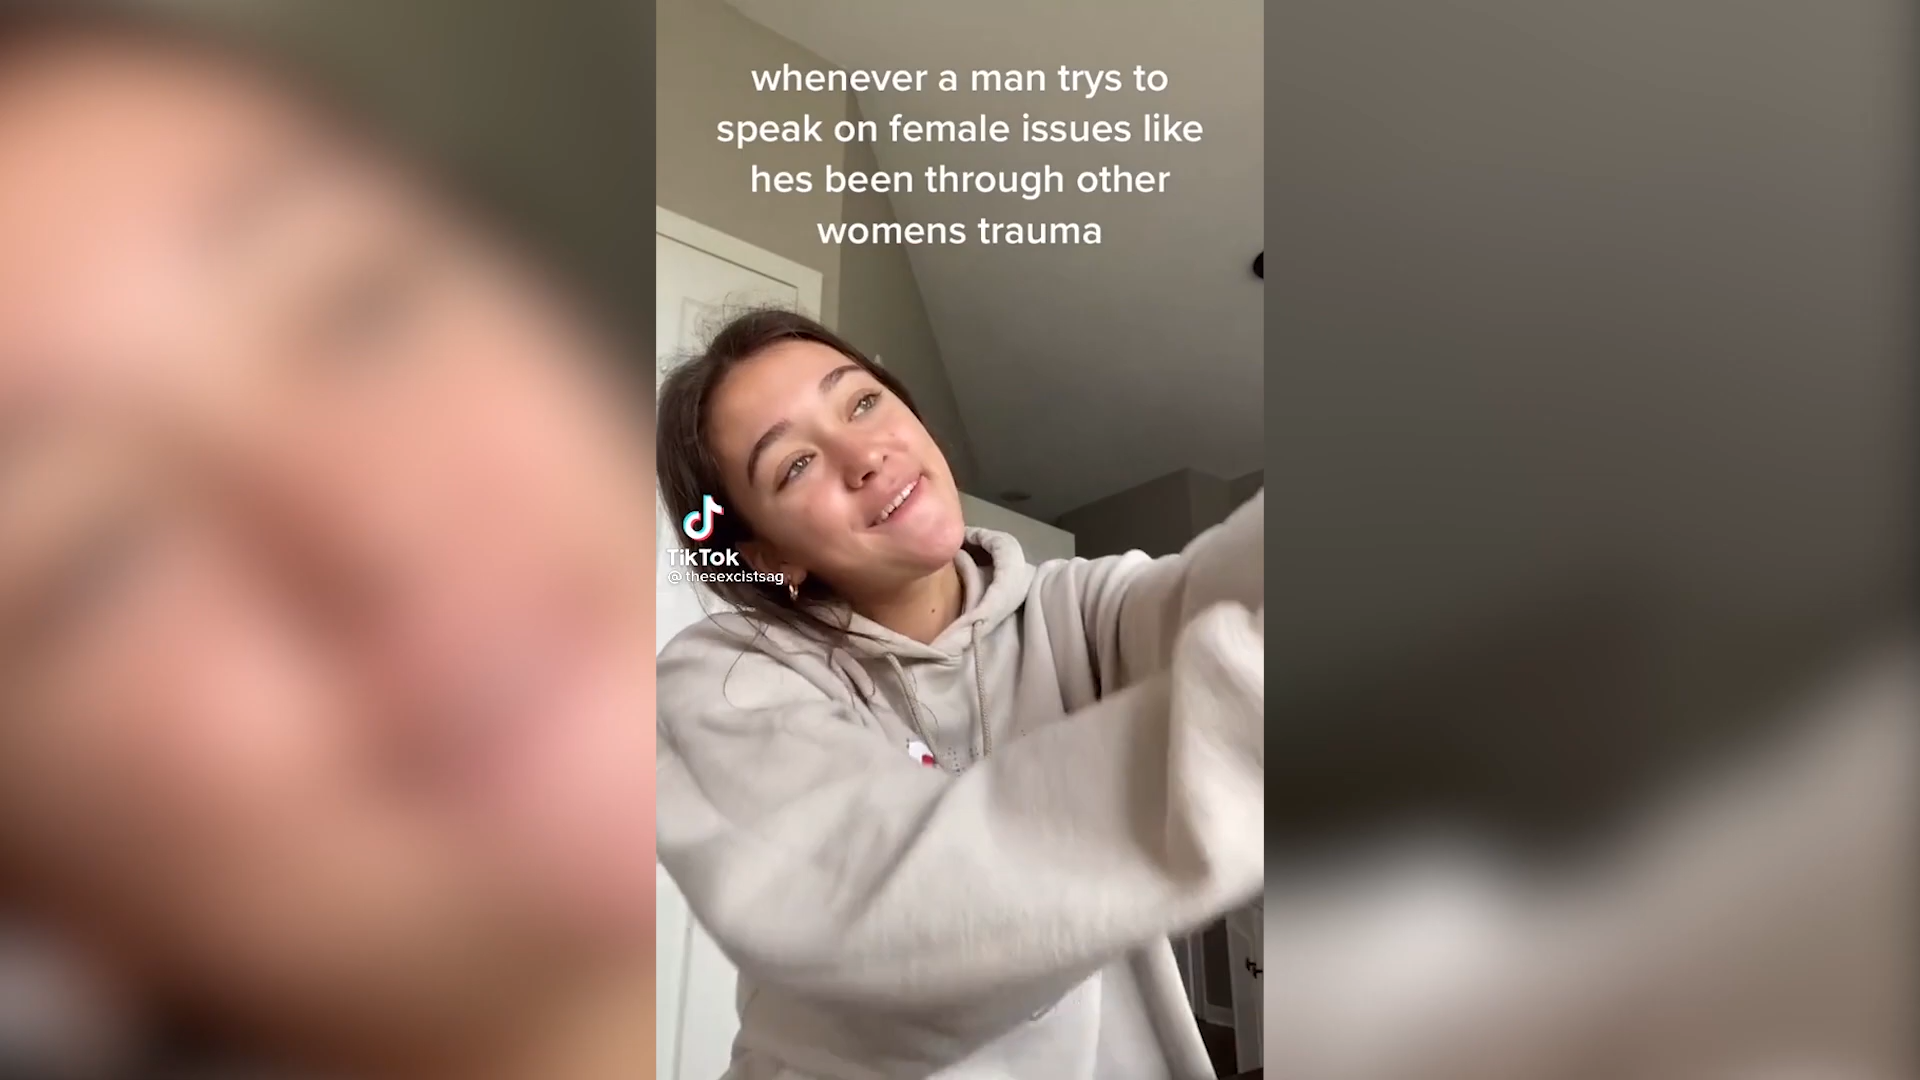 whenever a man trys to
speak on female issues like
hes been through other
womens trauma
TikTok
@thesexcistsag